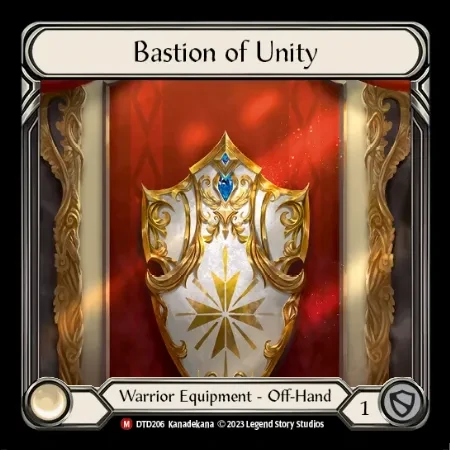 Bastion of Unity
Warrior Equipment - Off-Hand
1
M DTD206 Kanadekana © 2023 Legend Story Studios